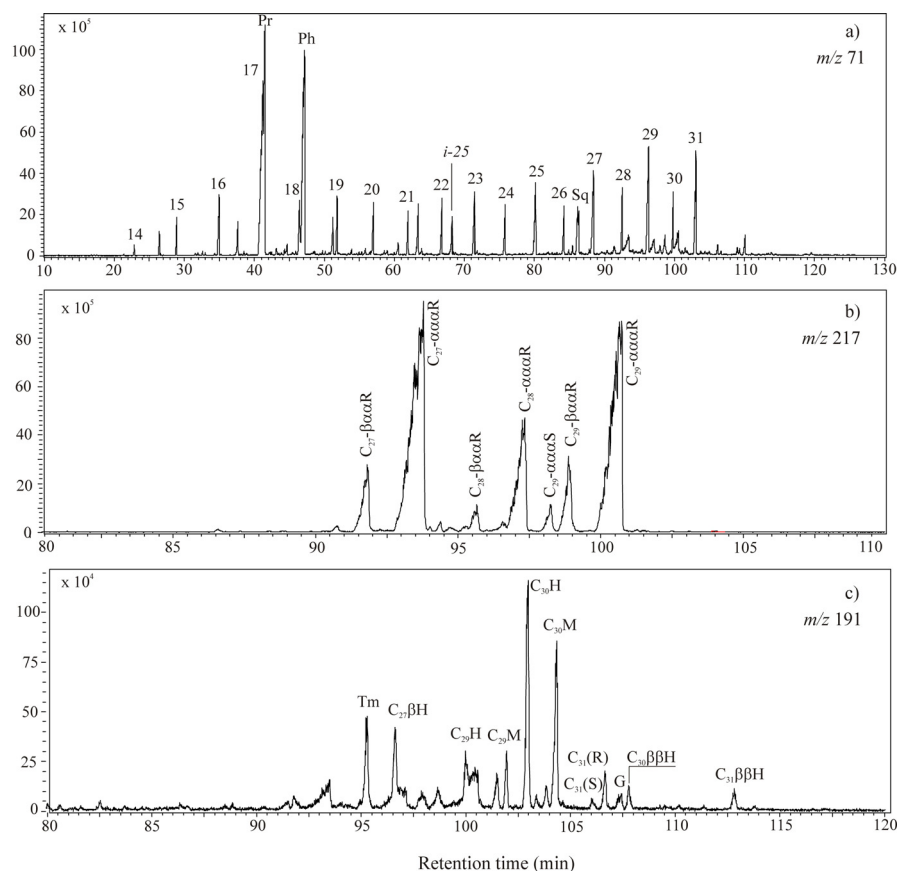 x 10⁵
Pr
a)
m/z 71
Ph
17
i-25
14
15
16
18
19
20
21
22
23
24
25
26
Sq
27
28
29
30
31
100
80
60
40
20
0
10 20 30 40 50 60 70 80 90 100 110 120 130
x 10⁵
b)
m/z 217
C₂₇-βααR
C₂₇-αααR
C₂₈-βααR
C₂₈-αααR
C₂₉-αααS
C₂₉-βααR
C₂₉-αααR
80
60
40
20
0
80 85 90 95 100 105 110
x 10⁴
c)
m/z 191
Tm
C₂₇βH
C₂₉H
C₂₉M
C₃₀H
C₃₀M
C₃₁(R)
C₃₁(S)
G
C₃₀ββH
C₃₁ββH
100
75
50
25
0
80 85 90 95 100 105 110 115 120
Retention time (min)